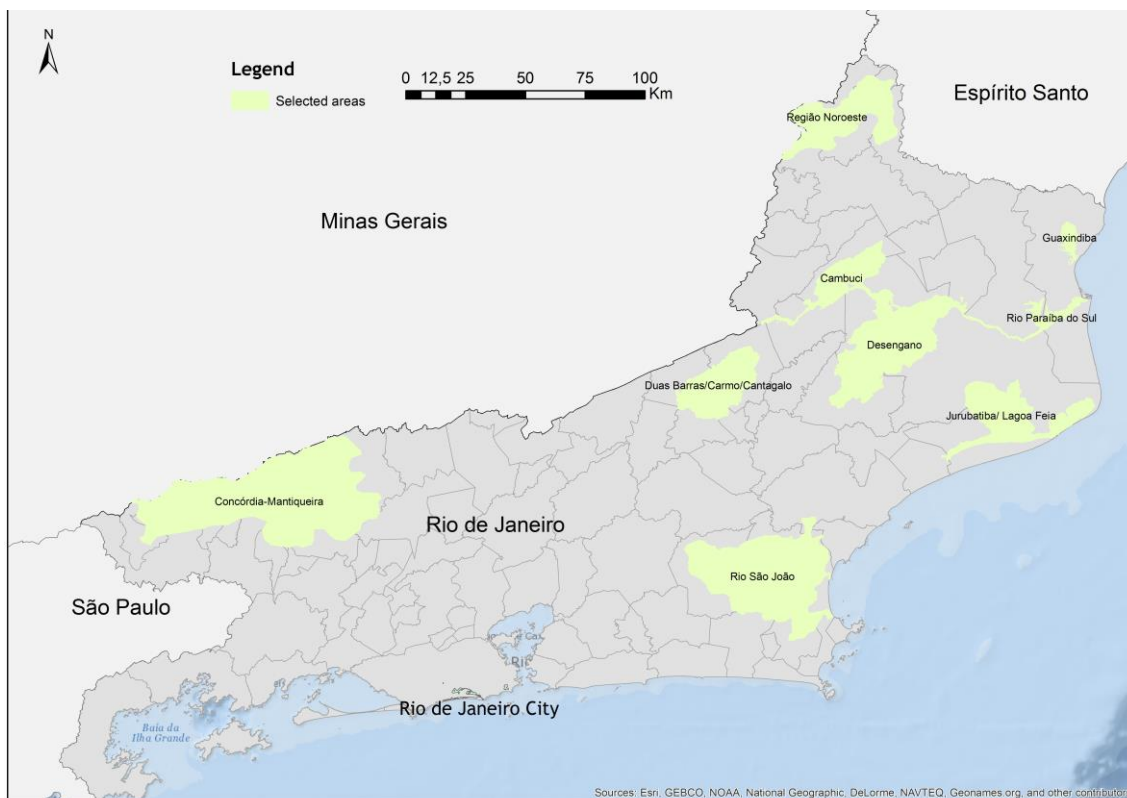 N
Legend
Selected areas
0 12,5 25 50 75 100
Km
Espírito Santo
Região Noroeste
Minas Gerais
Guaxindiba
Cambuci
Rio Paraíba do Sul
Desengano
Duas Barras/Carmo/Cantagalo
Jurubatiba/ Lagoa Feia
Concórdia-Mantiqueira
Rio de Janeiro
Rio São João
São Paulo
Rio de Janeiro City
Baia da
Ilha Grande
Sources: Esri, GEBCO, NOAA, National Geographic, DeLorme, NAVTEQ, Geonames.org, and other contributors